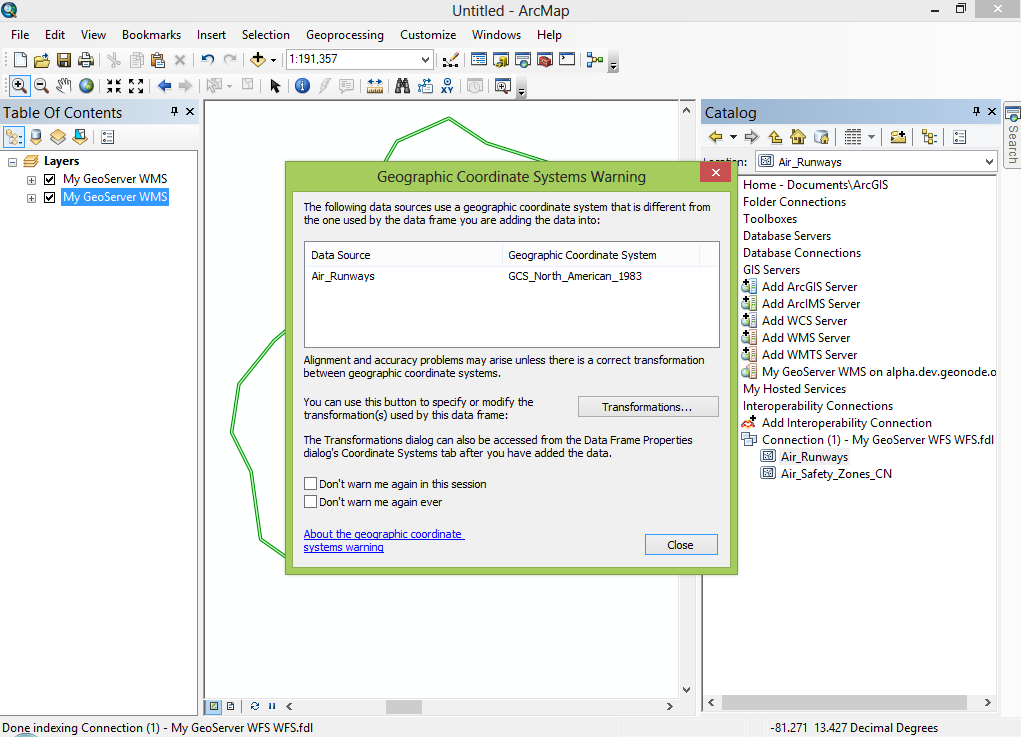 Untitled - ArcMap
File Edit View Bookmarks Insert Selection Geoprocessing Customize Windows Help
1:191,357
Table Of Contents
Layers
My GeoServer WMS
My GeoServer WMS
Geographic Coordinate Systems Warning
The following data sources use a geographic coordinate system that is different from
the one used by the data frame you are adding the data into:
Data Source Geographic Coordinate System
Air_Runways GCS_North_American_1983
Alignment and accuracy problems may arise unless there is a correct transformation
between geographic coordinate systems.
You can use this button to specify or modify the
transformation(s) used by this data frame:
Transformations...
The Transformations dialog can also be accessed from the Data Frame Properties
dialog's Coordinate Systems tab after you have added the data.
Don't warn me again in this session
Don't warn me again ever
About the geographic coordinate
systems warning
Close
Catalog
Air_Runways
Home - Documents\ArcGIS
Folder Connections
Toolboxes
Database Servers
Database Connections
GIS Servers
Add ArcGIS Server
Add ArcIMS Server
Add WCS Server
Add WMS Server
Add WMTS Server
My GeoServer WMS on alpha.dev.geonode.o
My Hosted Services
Interoperability Connections
Add Interoperability Connection
Connection (1) - My GeoServer WFS WFS.fdl
Air_Runways
Air_Safety_Zones_CN
Search
Done indexing Connection (1) - My GeoServer WFS WFS.fdl
-81.271 13.427 Decimal Degrees